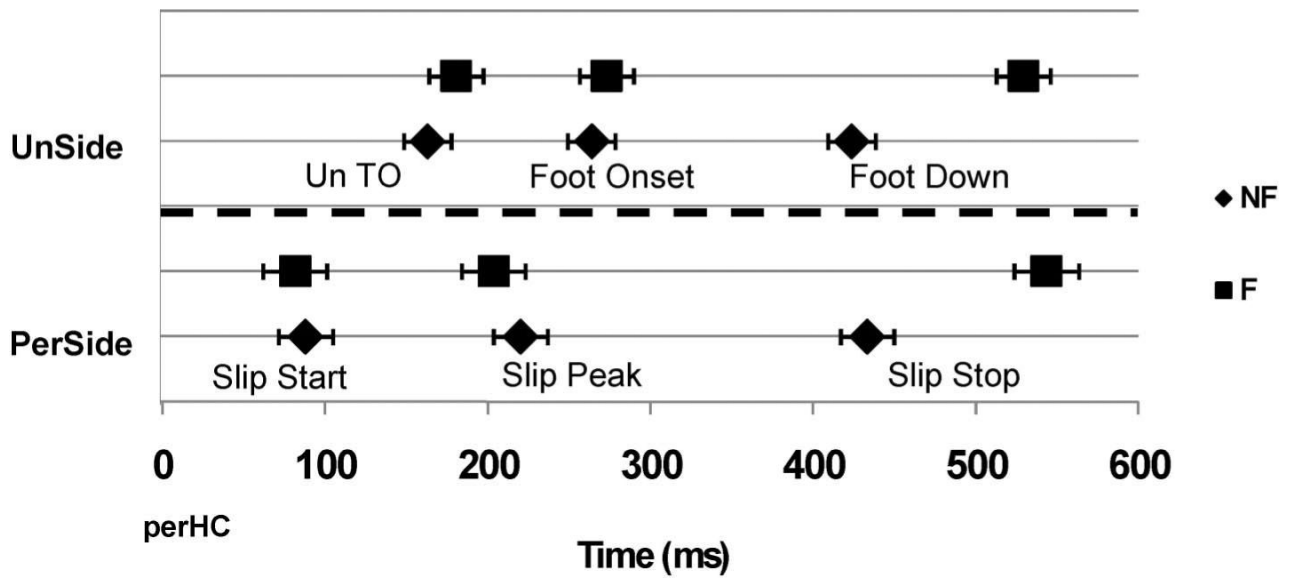 UnSide
Un TO
Foot Onset
Foot Down
NF
F
PerSide
Slip Start
Slip Peak
Slip Stop
0 100 200 300 400 500 600
perHC
Time (ms)